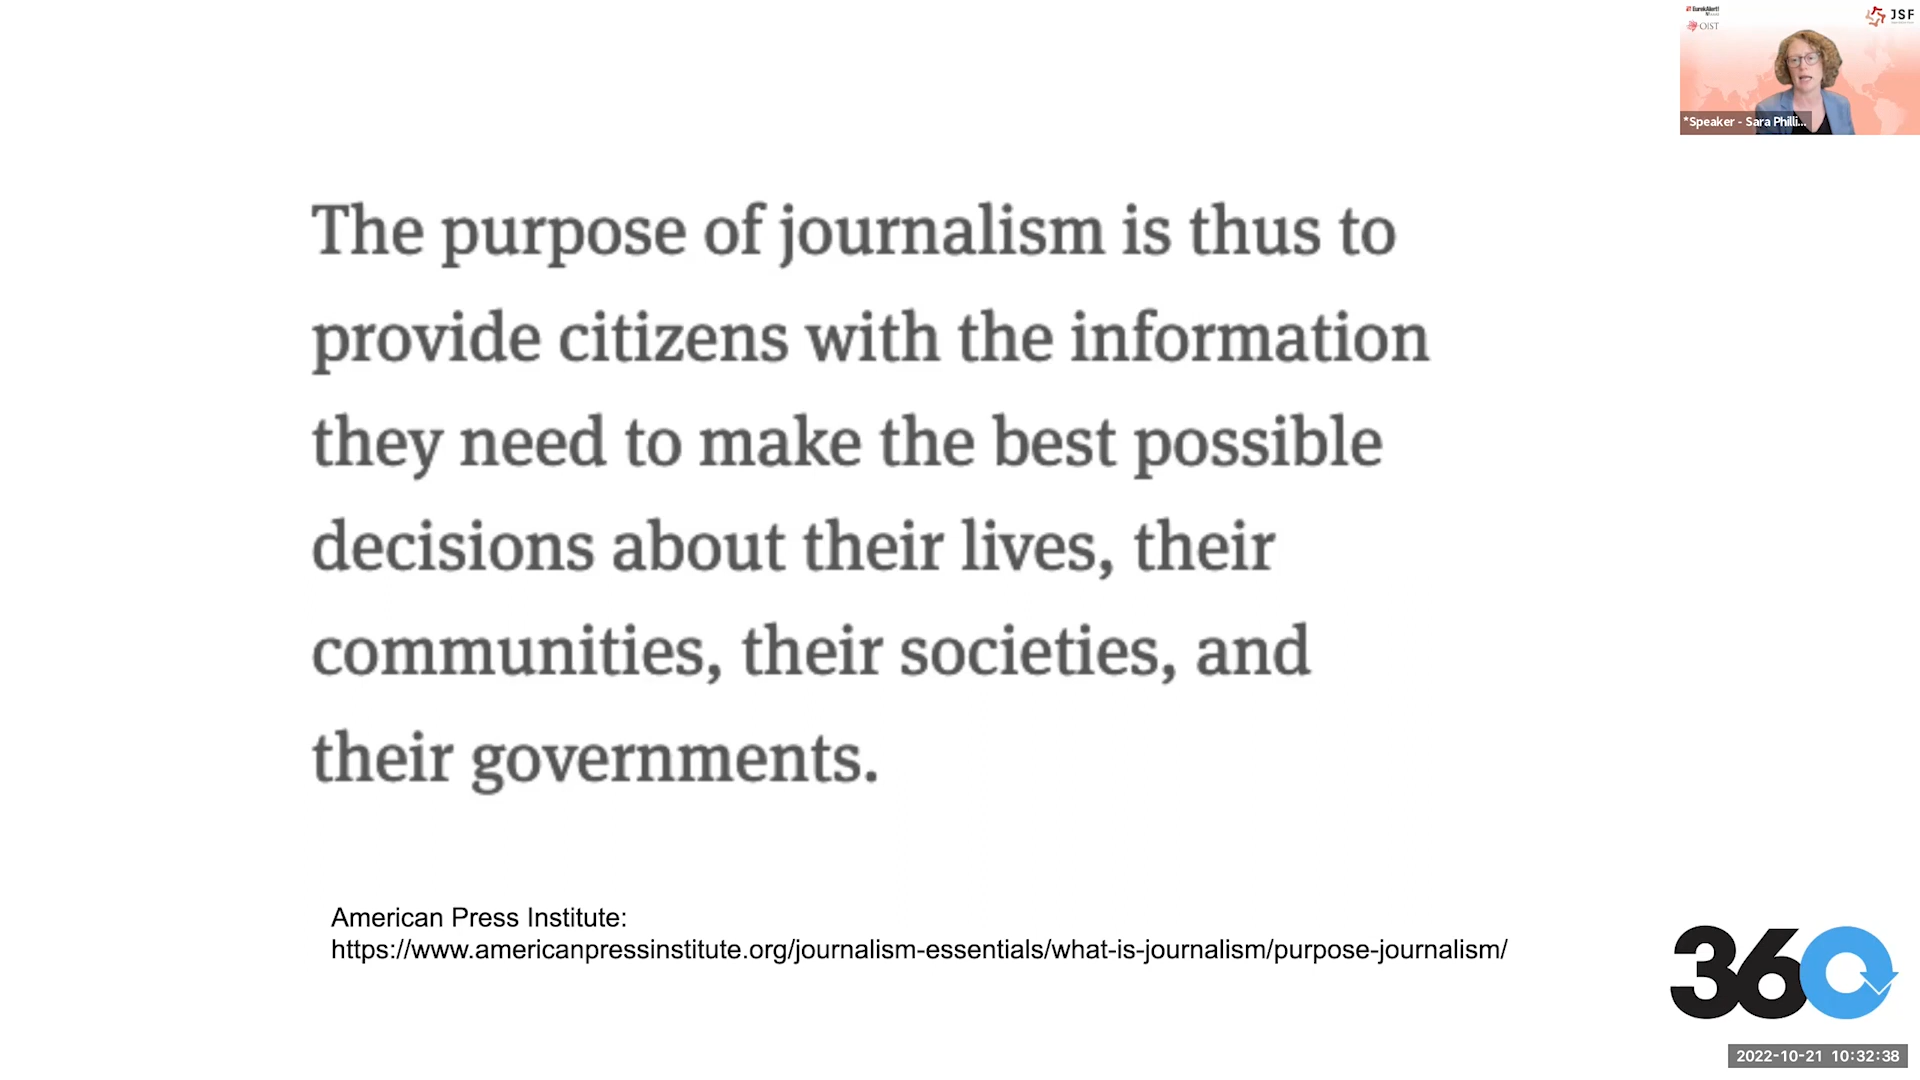 EurekAlert!
OIST
JSF
*Speaker - Sara Philli...
The purpose of journalism is thus to
provide citizens with the information
they need to make the best possible
decisions about their lives, their
communities, their societies, and
their governments.
American Press Institute:
https://www.americanpressinstitute.org/journalism-essentials/what-is-journalism/purpose-journalism/
360
2022-10-21 10:32:38